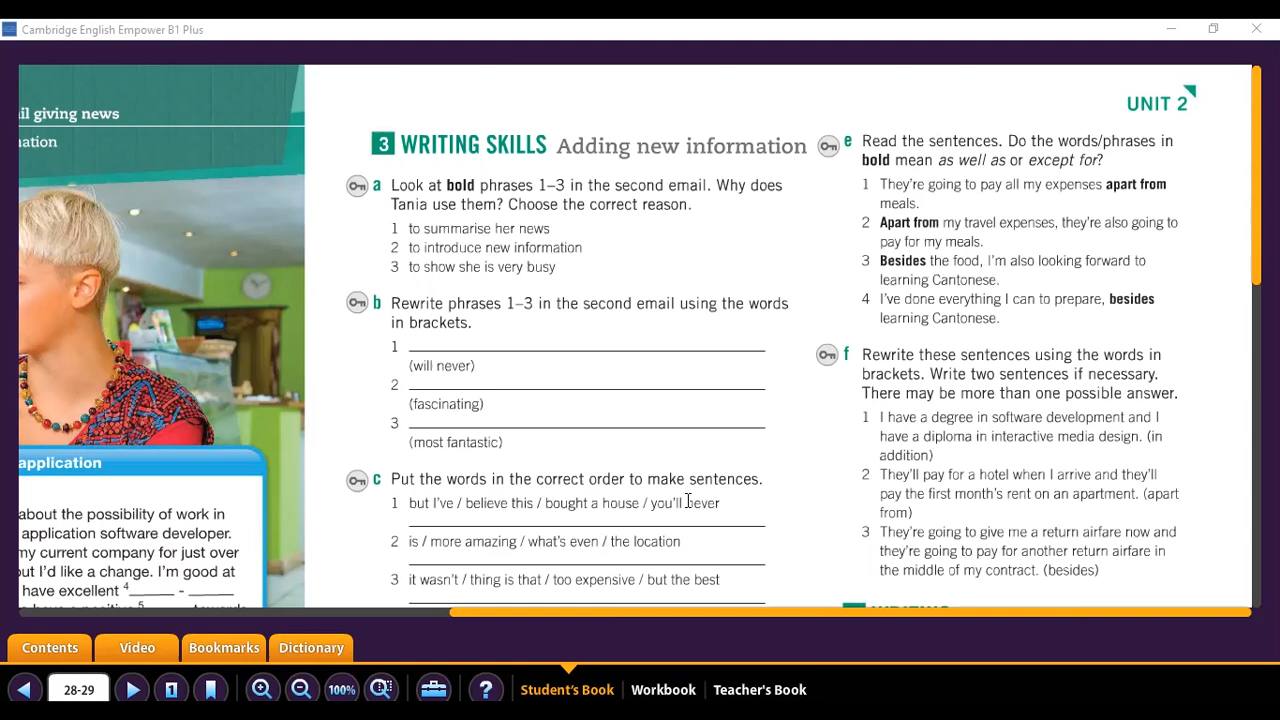 Cambridge English Empower B1 Plus
il giving news
nation
application
about the possibility of work in
application software developer.
my current company for just over
ut I'd like a change. I'm good at
have excellent 4______ - ______
UNIT 2
3 WRITING SKILLS Adding new information
a Look at bold phrases 1–3 in the second email. Why does
Tania use them? Choose the correct reason.
1 to summarise her news
2 to introduce new information
3 to show she is very busy
b Rewrite phrases 1–3 in the second email using the words
in brackets.
1
(will never)
2
(fascinating)
3
(most fantastic)
c Put the words in the correct order to make sentences.
1 but I've / believe this / bought a house / you'll never
2 is / more amazing / what's even / the location
3 it wasn't / thing is that / too expensive / but the best
e Read the sentences. Do the words/phrases in
bold mean as well as or except for?
1 They're going to pay all my expenses apart from
meals.
2 Apart from my travel expenses, they're also going to
pay for my meals.
3 Besides the food, I'm also looking forward to
learning Cantonese.
4 I've done everything I can to prepare, besides
learning Cantonese.
f Rewrite these sentences using the words in
brackets. Write two sentences if necessary.
There may be more than one possible answer.
1 I have a degree in software development and I
have a diploma in interactive media design. (in
addition)
2 They'll pay for a hotel when I arrive and they'll
pay the first month's rent on an apartment. (apart
from)
3 They're going to give me a return airfare now and
they're going to pay for another return airfare in
the middle of my contract. (besides)
Contents Video Bookmarks Dictionary
28-29 1 100% ? Student's Book Workbook Teacher's Book